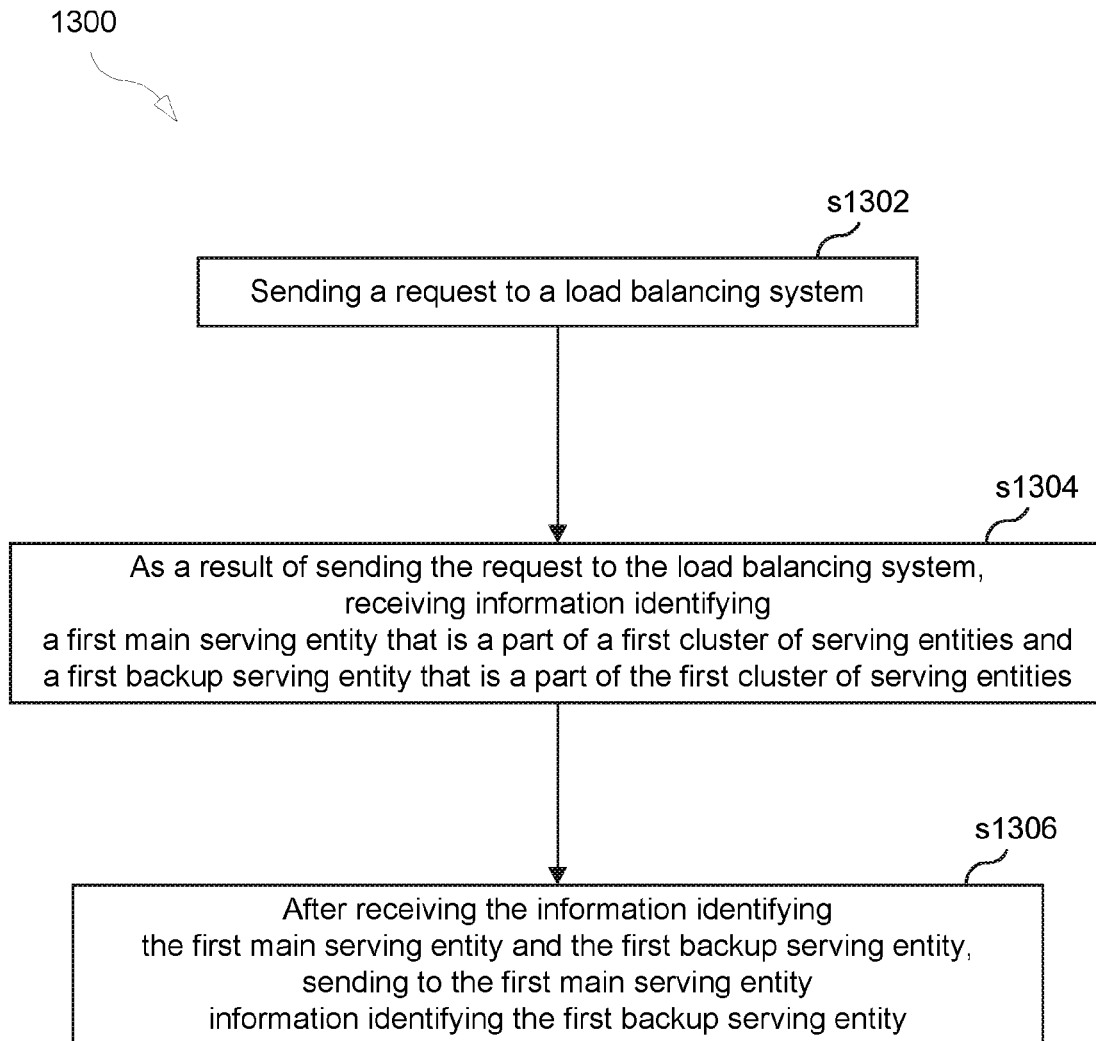 1300
s1302
Sending a request to a load balancing system
s1304
As a result of sending the request to the load balancing system,
receiving information identifying
a first main serving entity that is a part of a first cluster of serving entities and
a first backup serving entity that is a part of the first cluster of serving entities
s1306
After receiving the information identifying
the first main serving entity and the first backup serving entity,
sending to the first main serving entity
information identifying the first backup serving entity